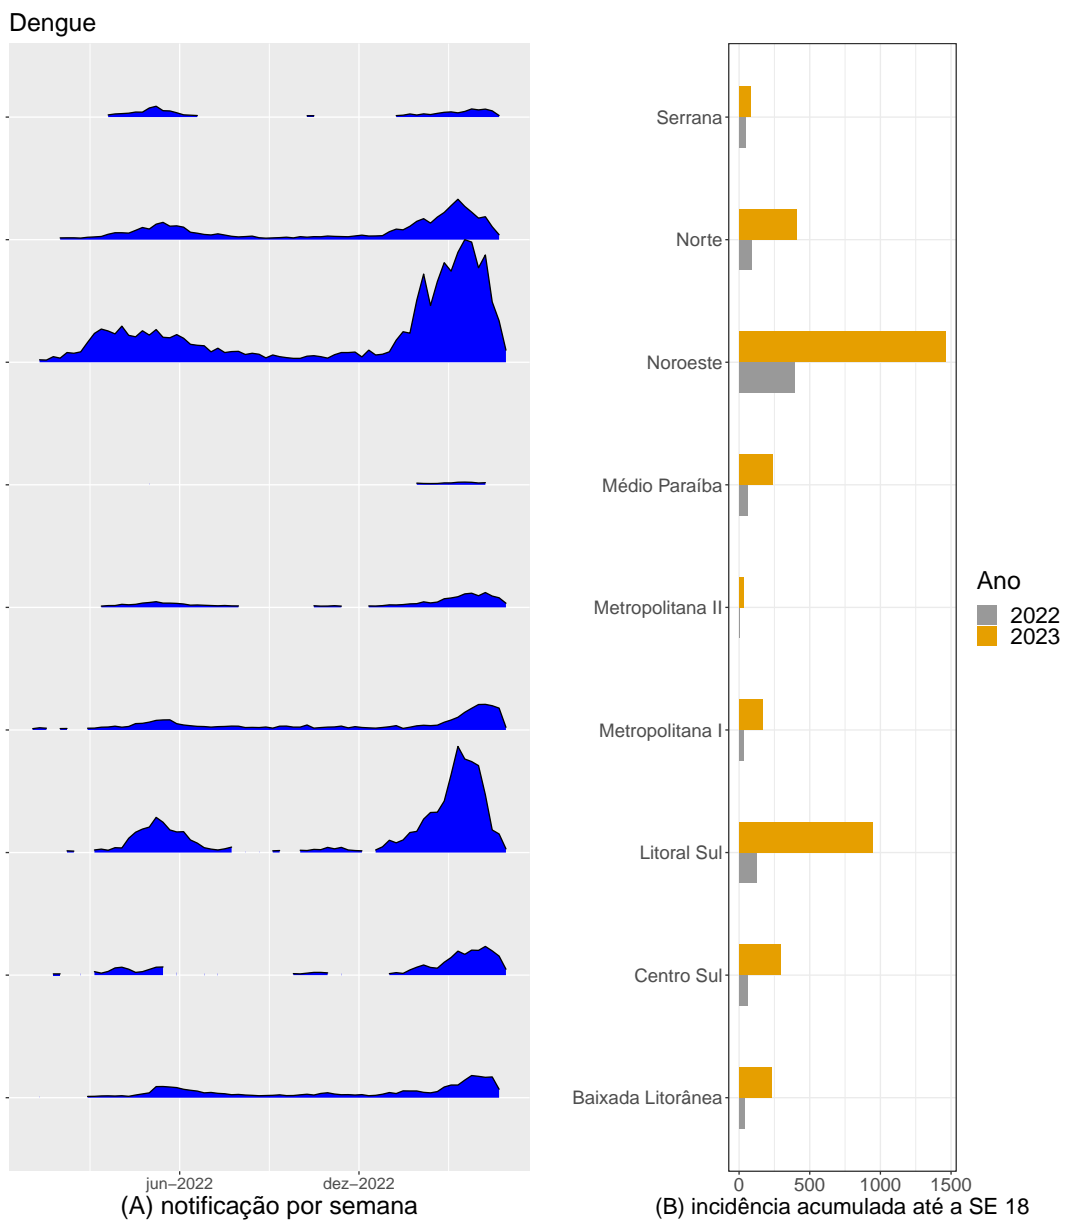 Dengue
jun−2022
dez−2022
(A) notificação por semana
Serrana
Norte
Noroeste
Médio Paraíba
Metropolitana II
Metropolitana I
Litoral Sul
Centro Sul
Baixada Litorânea
0 500 1000 1500
(B) incidência acumulada até a SE 18
Ano
2022
2023